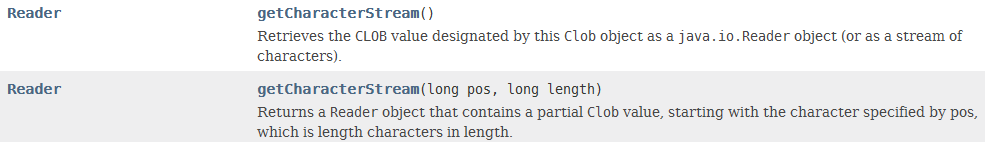 Reader getCharacterStream()
Retrieves the CLOB value designated by this Clob object as a java.io.Reader object (or as a stream of
characters).
Reader getCharacterStream(long pos, long length)
Returns a Reader object that contains a partial Clob value, starting with the character specified by pos,
which is length characters in length.